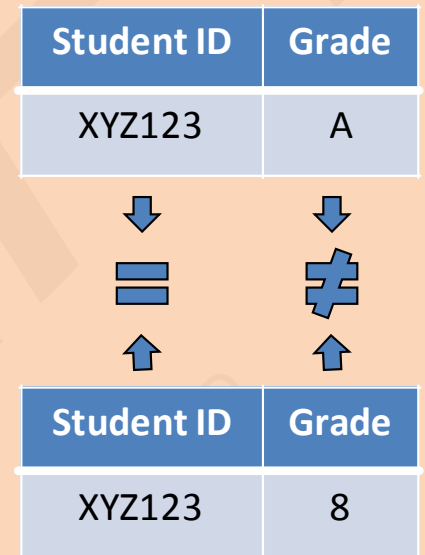 Student ID Grade
XYZ123 A
= ≠
Student ID Grade
XYZ123 8